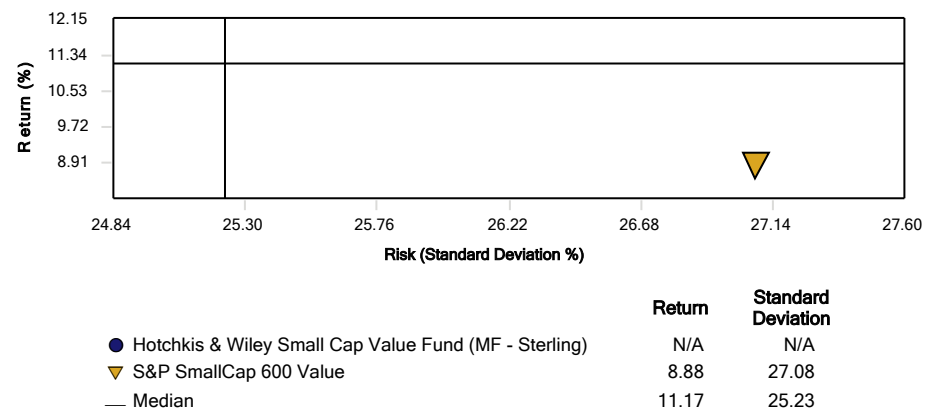 12.15
11.34
10.53
9.72
8.91
Return (%)
24.84 25.30 25.76 26.22 26.68 27.14 27.60
Risk (Standard Deviation %)
Return Standard Deviation
Hotchkis & Wiley Small Cap Value Fund (MF - Sterling) N/A N/A
S&P SmallCap 600 Value 8.88 27.08
Median 11.17 25.23